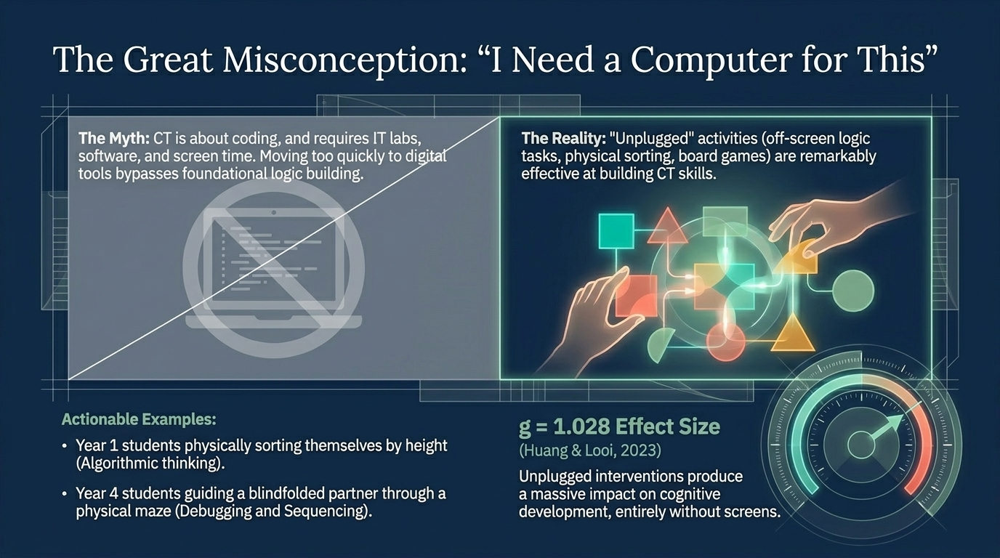 The Great Misconception: “I Need a Computer for This”
The Myth: CT is about coding, and requires IT labs,
software, and screen time. Moving too quickly to digital
tools bypasses foundational logic building.
The Reality: "Unplugged" activities (off-screen logic
tasks, physical sorting, board games) are remarkably
effective at building CT skills.
Actionable Examples:
• Year 1 students physically sorting themselves by height
(Algorithmic thinking).
• Year 4 students guiding a blindfolded partner through a
physical maze (Debugging and Sequencing).
g = 1.028 Effect Size
(Huang & Looi, 2023)
Unplugged interventions produce
a massive impact on cognitive
development, entirely without screens.